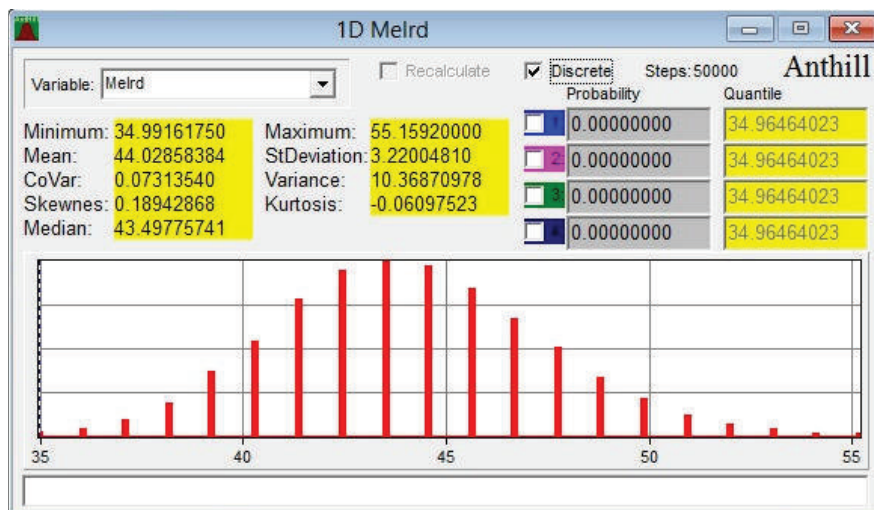 1D Melrd
Variable: Melrd
Recalculate
Discrete
Steps:50000
Anthill
Probability
Quantile
Minimum: 34.99161750
Maximum: 55.15920000
Mean: 44.02858384
StDeviation: 3.22004810
CoVar: 0.07313540
Variance: 10.36870978
Skewnes: 0.18942868
Kurtosis: -0.06097523
Median: 43.49775741
1 0.00000000 34.96464023
2 0.00000000 34.96464023
3 0.00000000 34.96464023
4 0.00000000 34.96464023
35 40 45 50 55